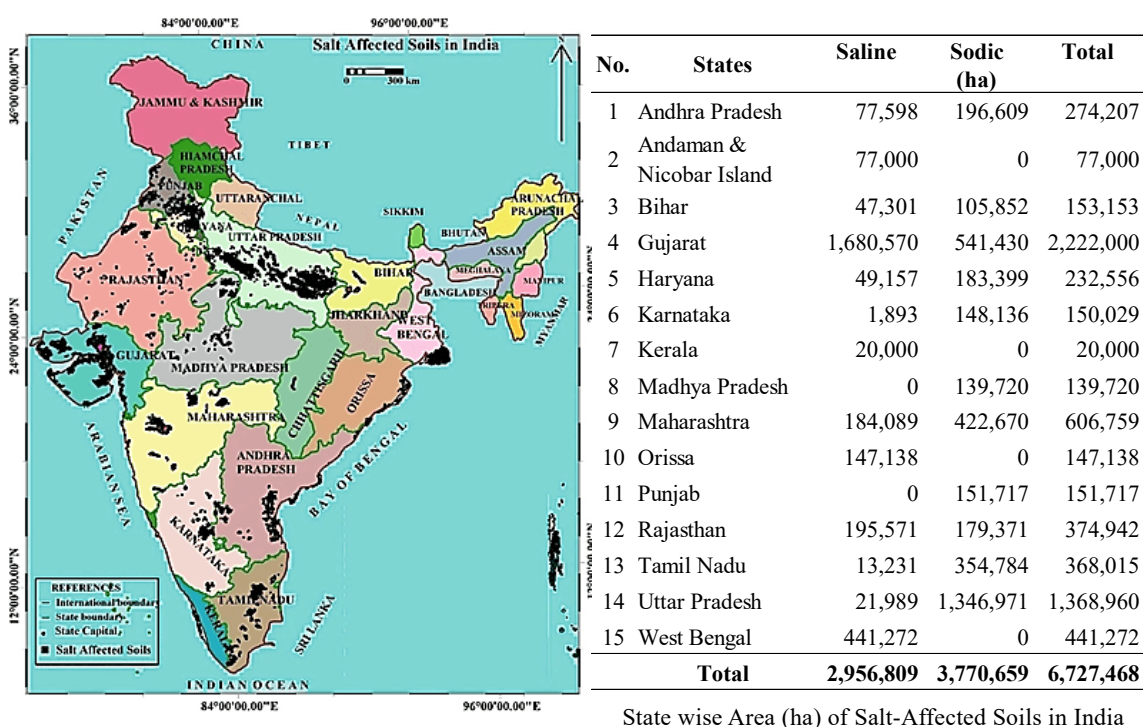 84°00'00.00"E 96°00'00.00"E
CHINA
Salt Affected Soils in India
N
0 300 km
36°0'00.00"N
JAMMU & KASHMIR
TIBET
HIAMCHAL
PRADESH
PUNJAB
PAKISTAN
UTTARANCHAL
NEPAL
SIKKIM
ARUNACHAL
PRADESH
BHUTAN
UTTAR PRADESH
ASSAM
RAJASTHAN
BIHAR
MEGHALAYA
MANIPUR
BANGLADESH
TRIPURA
MIZORAM
MYANMAR
JHARKHAND
WEST
BENGAL
24°0'00.00"N
GUJARAT
MADHYA PRADESH
CHHATTISGARH
ORISSA
MAHARASHTRA
ARABIAN SEA
ANDHRA
PRADESH
BAY OF BENGAL
KARNATAKA
12°0'00.00"N
REFERENCES
International boundary
State boundary
State Capital
Salt Affected Soils
TAMIL NADU
SRI LANKA
INDIAN OCEAN
84°00'00.00"E 96°00'00.00"E
No. States Saline Sodic (ha) Total
1 Andhra Pradesh 77,598 196,609 274,207
2 Andaman & Nicobar Island 77,000 0 77,000
3 Bihar 47,301 105,852 153,153
4 Gujarat 1,680,570 541,430 2,222,000
5 Haryana 49,157 183,399 232,556
6 Karnataka 1,893 148,136 150,029
7 Kerala 20,000 0 20,000
8 Madhya Pradesh 0 139,720 139,720
9 Maharashtra 184,089 422,670 606,759
10 Orissa 147,138 0 147,138
11 Punjab 0 151,717 151,717
12 Rajasthan 195,571 179,371 374,942
13 Tamil Nadu 13,231 354,784 368,015
14 Uttar Pradesh 21,989 1,346,971 1,368,960
15 West Bengal 441,272 0 441,272
Total 2,956,809 3,770,659 6,727,468
State wise Area (ha) of Salt-Affected Soils in India